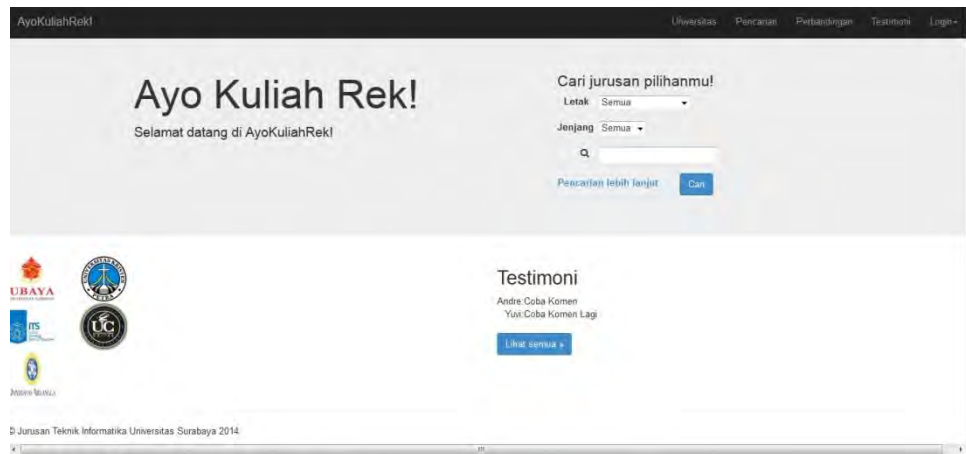 AyoKuliahRek!
Universitas Pencarian Perbandingan Testimoni Login
Ayo Kuliah Rek!
Selamat datang di AyoKuliahRek!
Cari jurusan pilihanmu!
Letak Semua
Jenjang Semua
Pencarian lebih lanjut Cari
UBAYA
ITS
UC
Testimoni
Andre:Coba Komen
Yuvi:Coba Komen Lagi
Lihat semua »
© Jurusan Teknik Informatika Universitas Surabaya 2014